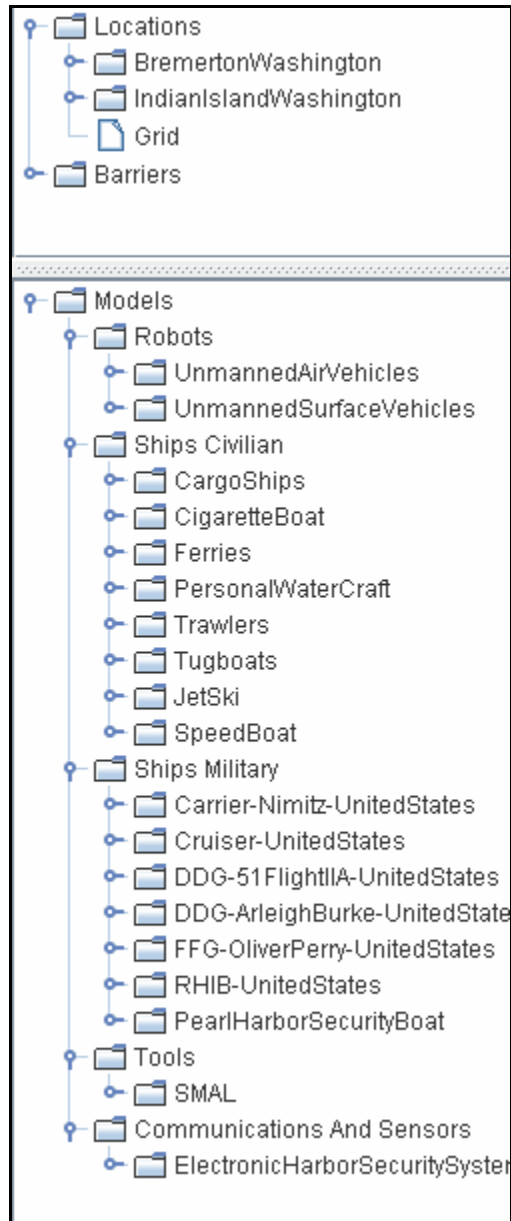 Locations
BremertonWashington
IndianIslandWashington
Grid
Barriers
Models
Robots
UnmannedAirVehicles
UnmannedSurfaceVehicles
Ships Civilian
CargoShips
CigaretteBoat
Ferries
PersonalWaterCraft
Trawlers
Tugboats
JetSki
SpeedBoat
Ships Military
Carrier-Nimitz-UnitedStates
Cruiser-UnitedStates
DDG-51FlightIIA-UnitedStates
DDG-ArleighBurke-UnitedState
FFG-OliverPerry-UnitedStates
RHIB-UnitedStates
PearlHarborSecurityBoat
Tools
SMAL
Communications And Sensors
ElectronicHarborSecuritySyster